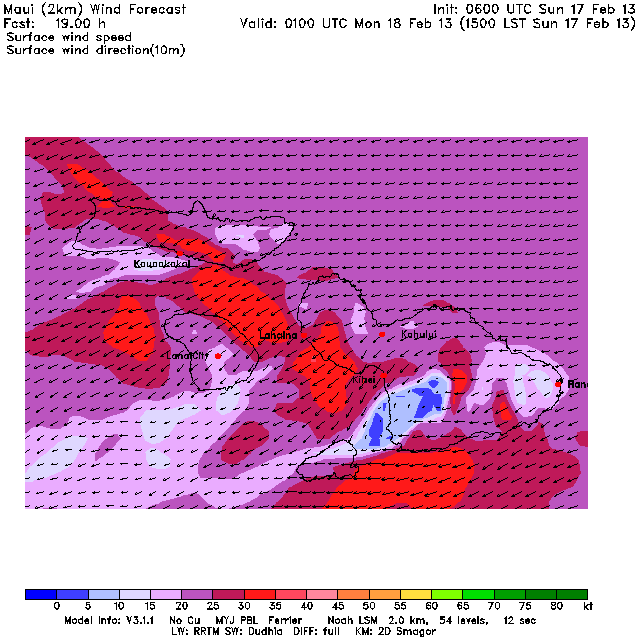 Maui (2km) Wind Forecast
Init: 0600 UTC Sun 17 Feb 13
Fcst: 19.00 h
Valid: 0100 UTC Mon 18 Feb 13 (1500 LST Sun 17 Feb 13)
Surface wind speed
Surface wind direction(10m)
Kaunakakai
Lahaina
Kahului
LanaiCity
Kihei
Hana
0 5 10 15 20 25 30 35 40 45 50 55 60 65 70 75 80 kt
Model Info: V3.1.1 No Cu MYJ PBL Ferrier Noah LSM 2.0 km, 54 levels, 12 sec
LW: RRTM SW: Dudhia DIFF: full KM: 2D Smagor